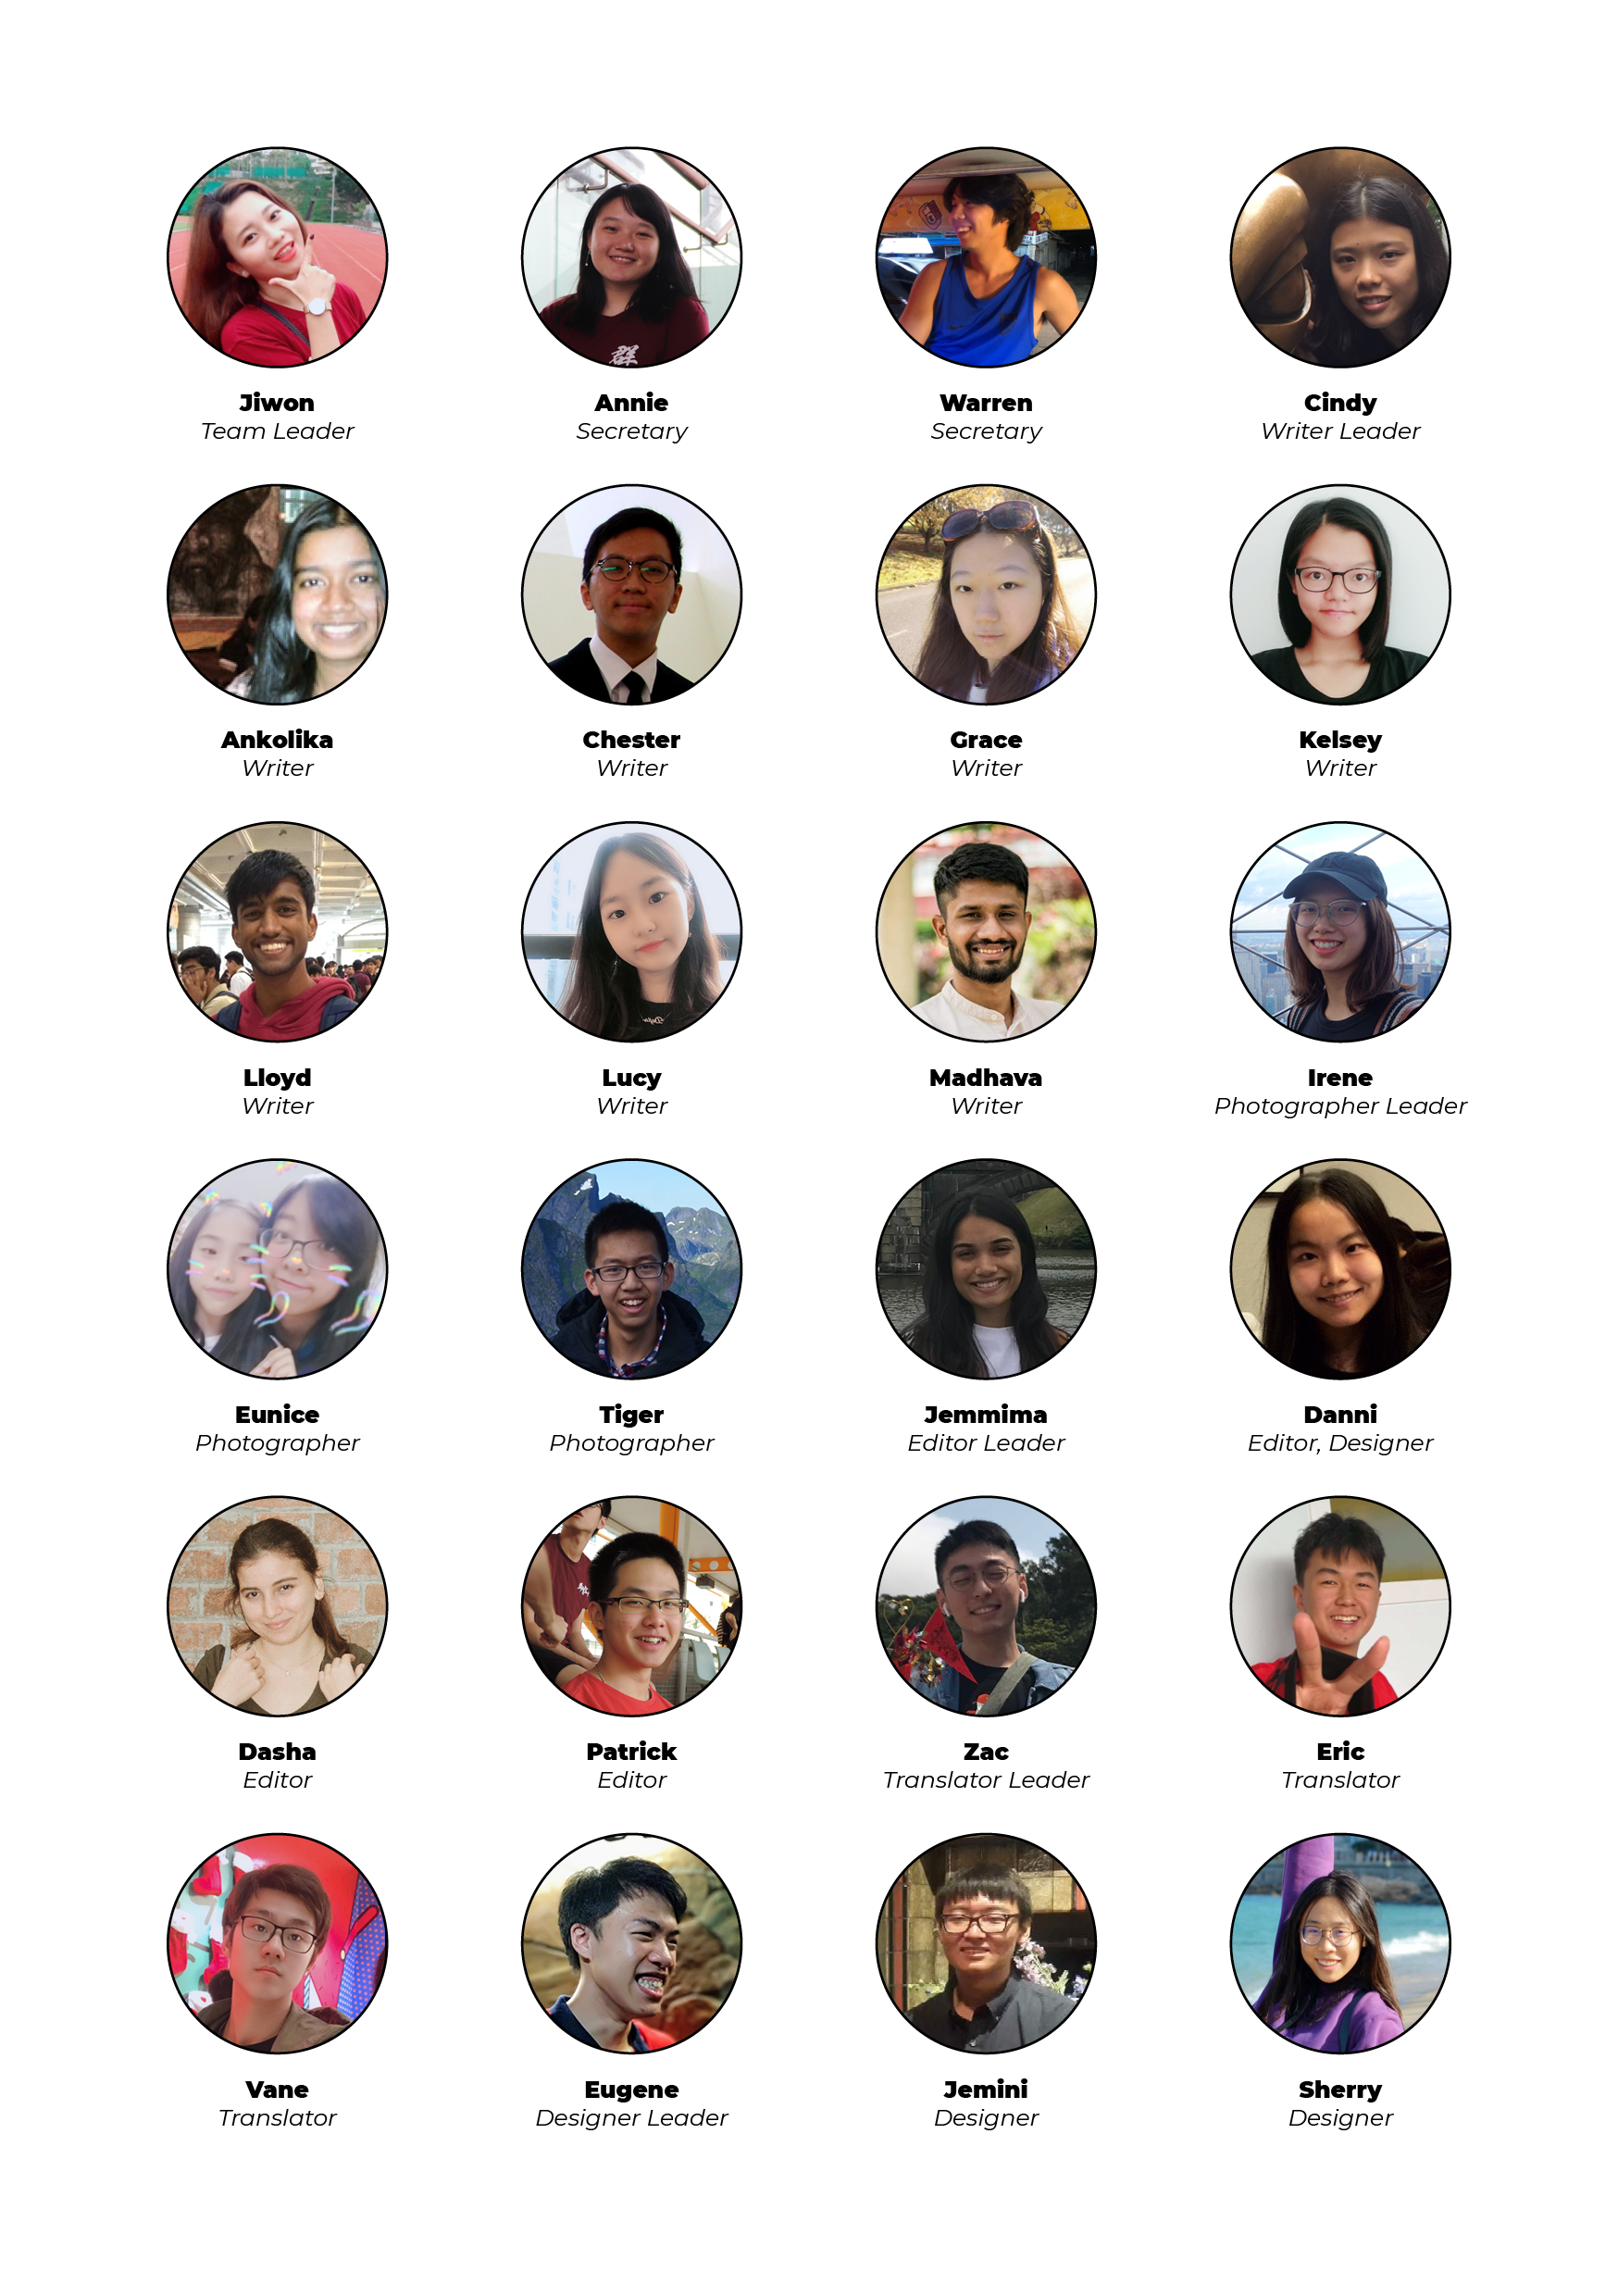 群
Jiwon
Team Leader
Annie
Secretary
Warren
Secretary
Cindy
Writer Leader
Ankolika
Writer
Chester
Writer
Grace
Writer
Kelsey
Writer
Lloyd
Writer
Lucy
Writer
Madhava
Writer
Irene
Photographer Leader
Eunice
Photographer
Tiger
Photographer
Jemmima
Editor Leader
Danni
Editor, Designer
Dasha
Editor
Patrick
Editor
Zac
Translator Leader
Eric
Translator
Vane
Translator
Eugene
Designer Leader
Jemini
Designer
Sherry
Designer